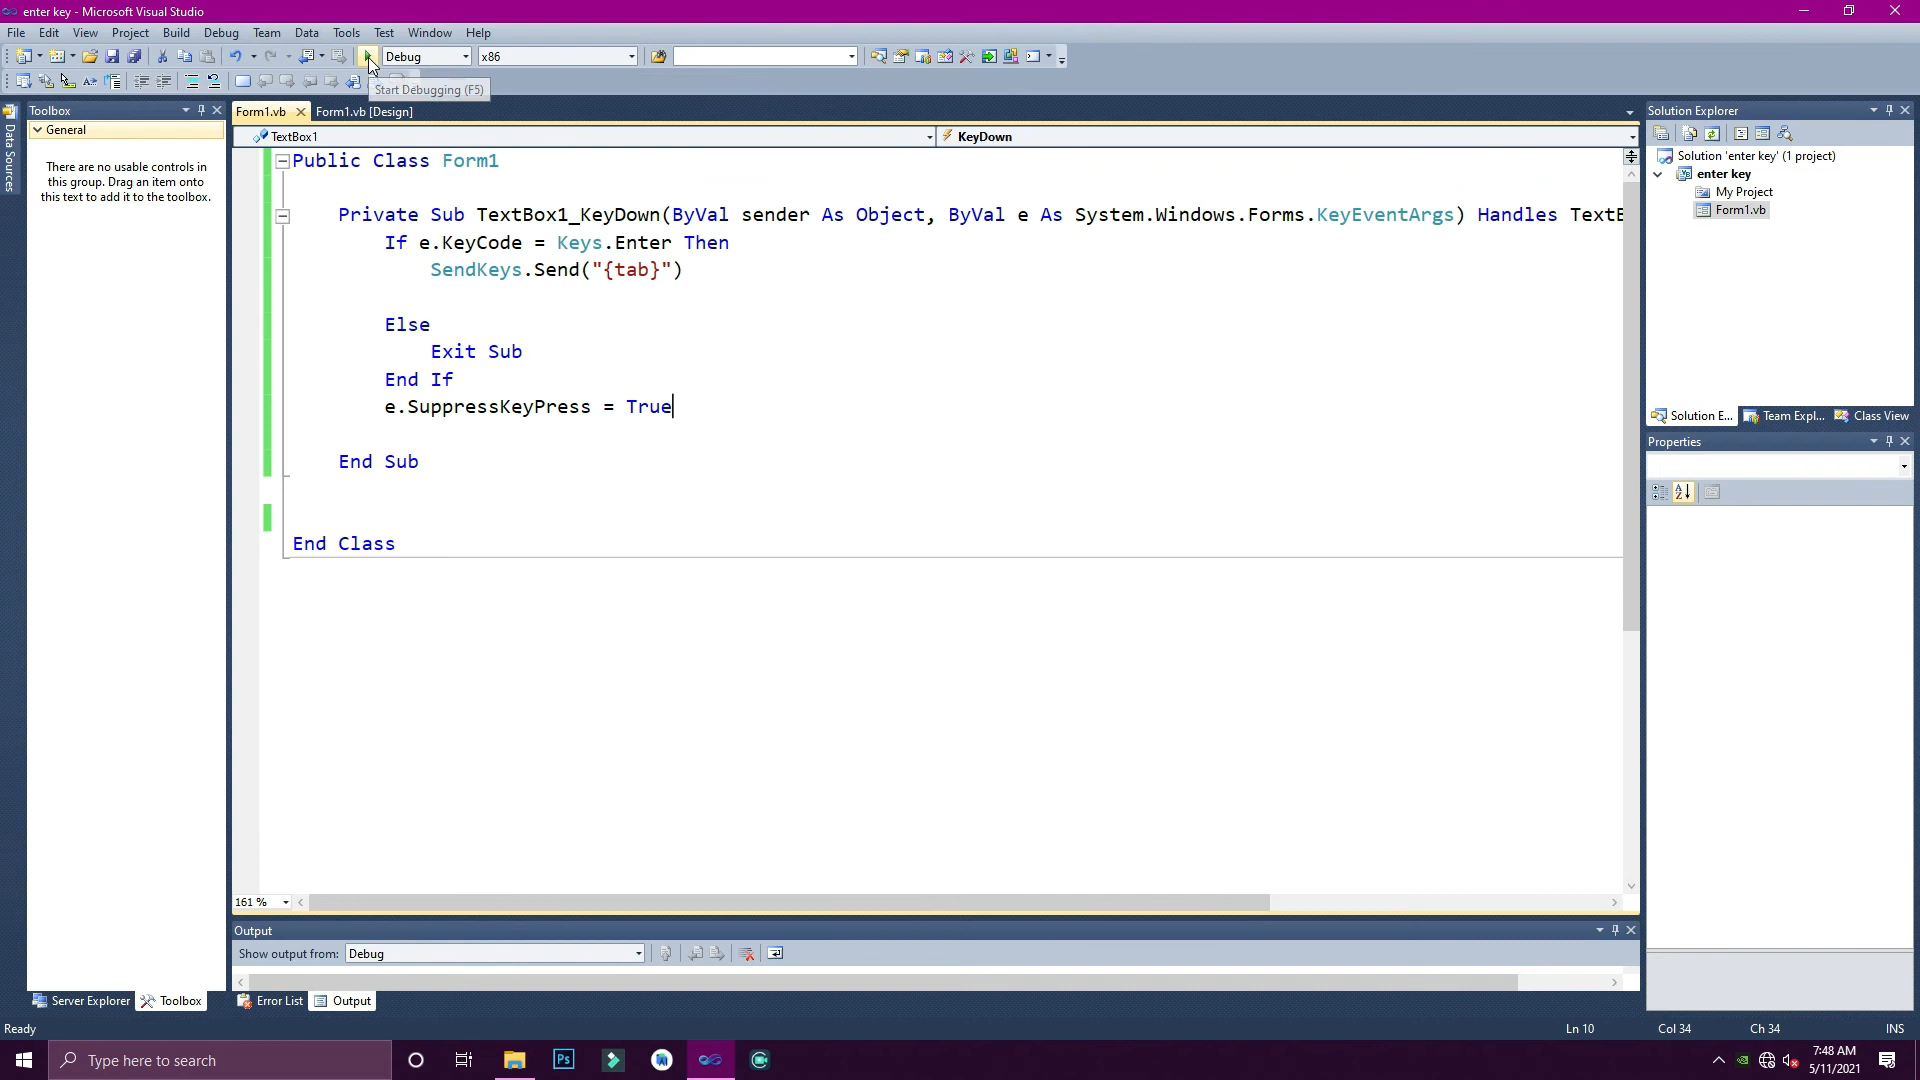 enter key - Microsoft Visual Studio
File Edit View Project Build Debug Team Data Tools Test Window Help
Debug x86
Start Debugging (F5)
Data Sources
Toolbox
General
There are no usable controls in
this group. Drag an item onto
this text to add it to the toolbox.
Form1.vb Form1.vb [Design]
TextBox1 KeyDown
Public Class Form1
Private Sub TextBox1_KeyDown(ByVal sender As Object, ByVal e As System.Windows.Forms.KeyEventArgs) Handles TextB
If e.KeyCode = Keys.Enter Then
SendKeys.Send("{tab}")
Else
Exit Sub
End If
e.SuppressKeyPress = True
End Sub
End Class
161 %
Output
Show output from: Debug
Server Explorer Toolbox
Error List Output
Solution Explorer
Solution 'enter key' (1 project)
enter key
My Project
Form1.vb
Solution E... Team Expl... Class View
Properties
Ready Ln 10 Col 34 Ch 34 INS
Type here to search
Ps
7:48 AM
5/11/2021